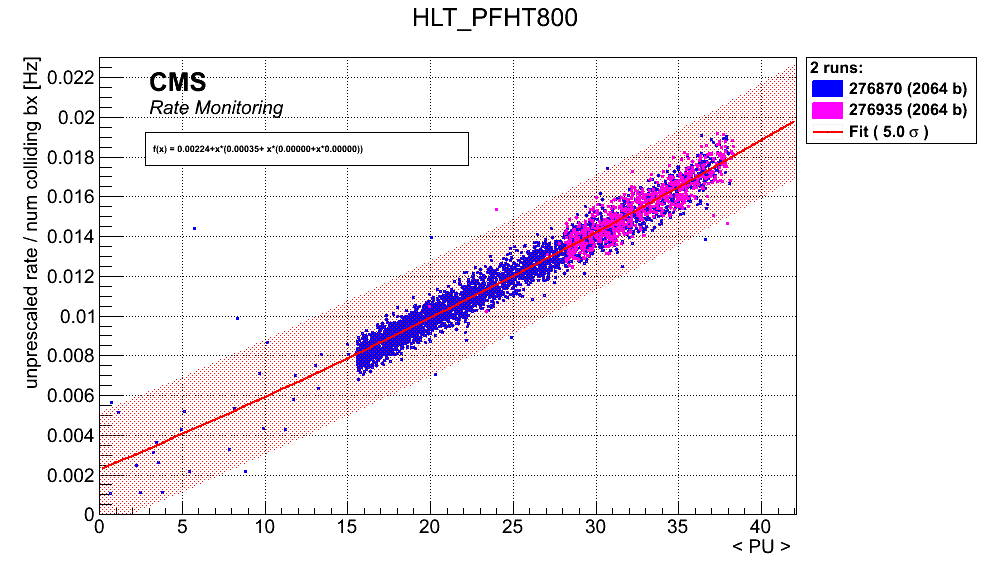 HLT_PFHT800
unprescaled rate / num colliding bx [Hz]
0.022
0.02
0.018
0.016
0.014
0.012
0.01
0.008
0.006
0.004
0.002
0
CMS
Rate Monitoring
f(x) = 0.00224+x*(0.00035+ x*(0.00000+x*0.00000))
2 runs:
276870 (2064 b)
276935 (2064 b)
Fit ( 5.0 σ )
0 5 10 15 20 25 30 35 40
< PU >